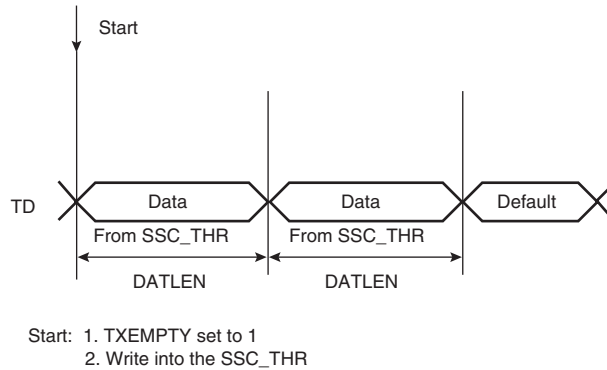 Start
TD
Data
Data
Default
From SSC_THR
From SSC_THR
DATLEN
DATLEN
Start: 1. TXEMPTY set to 1
2. Write into the SSC_THR